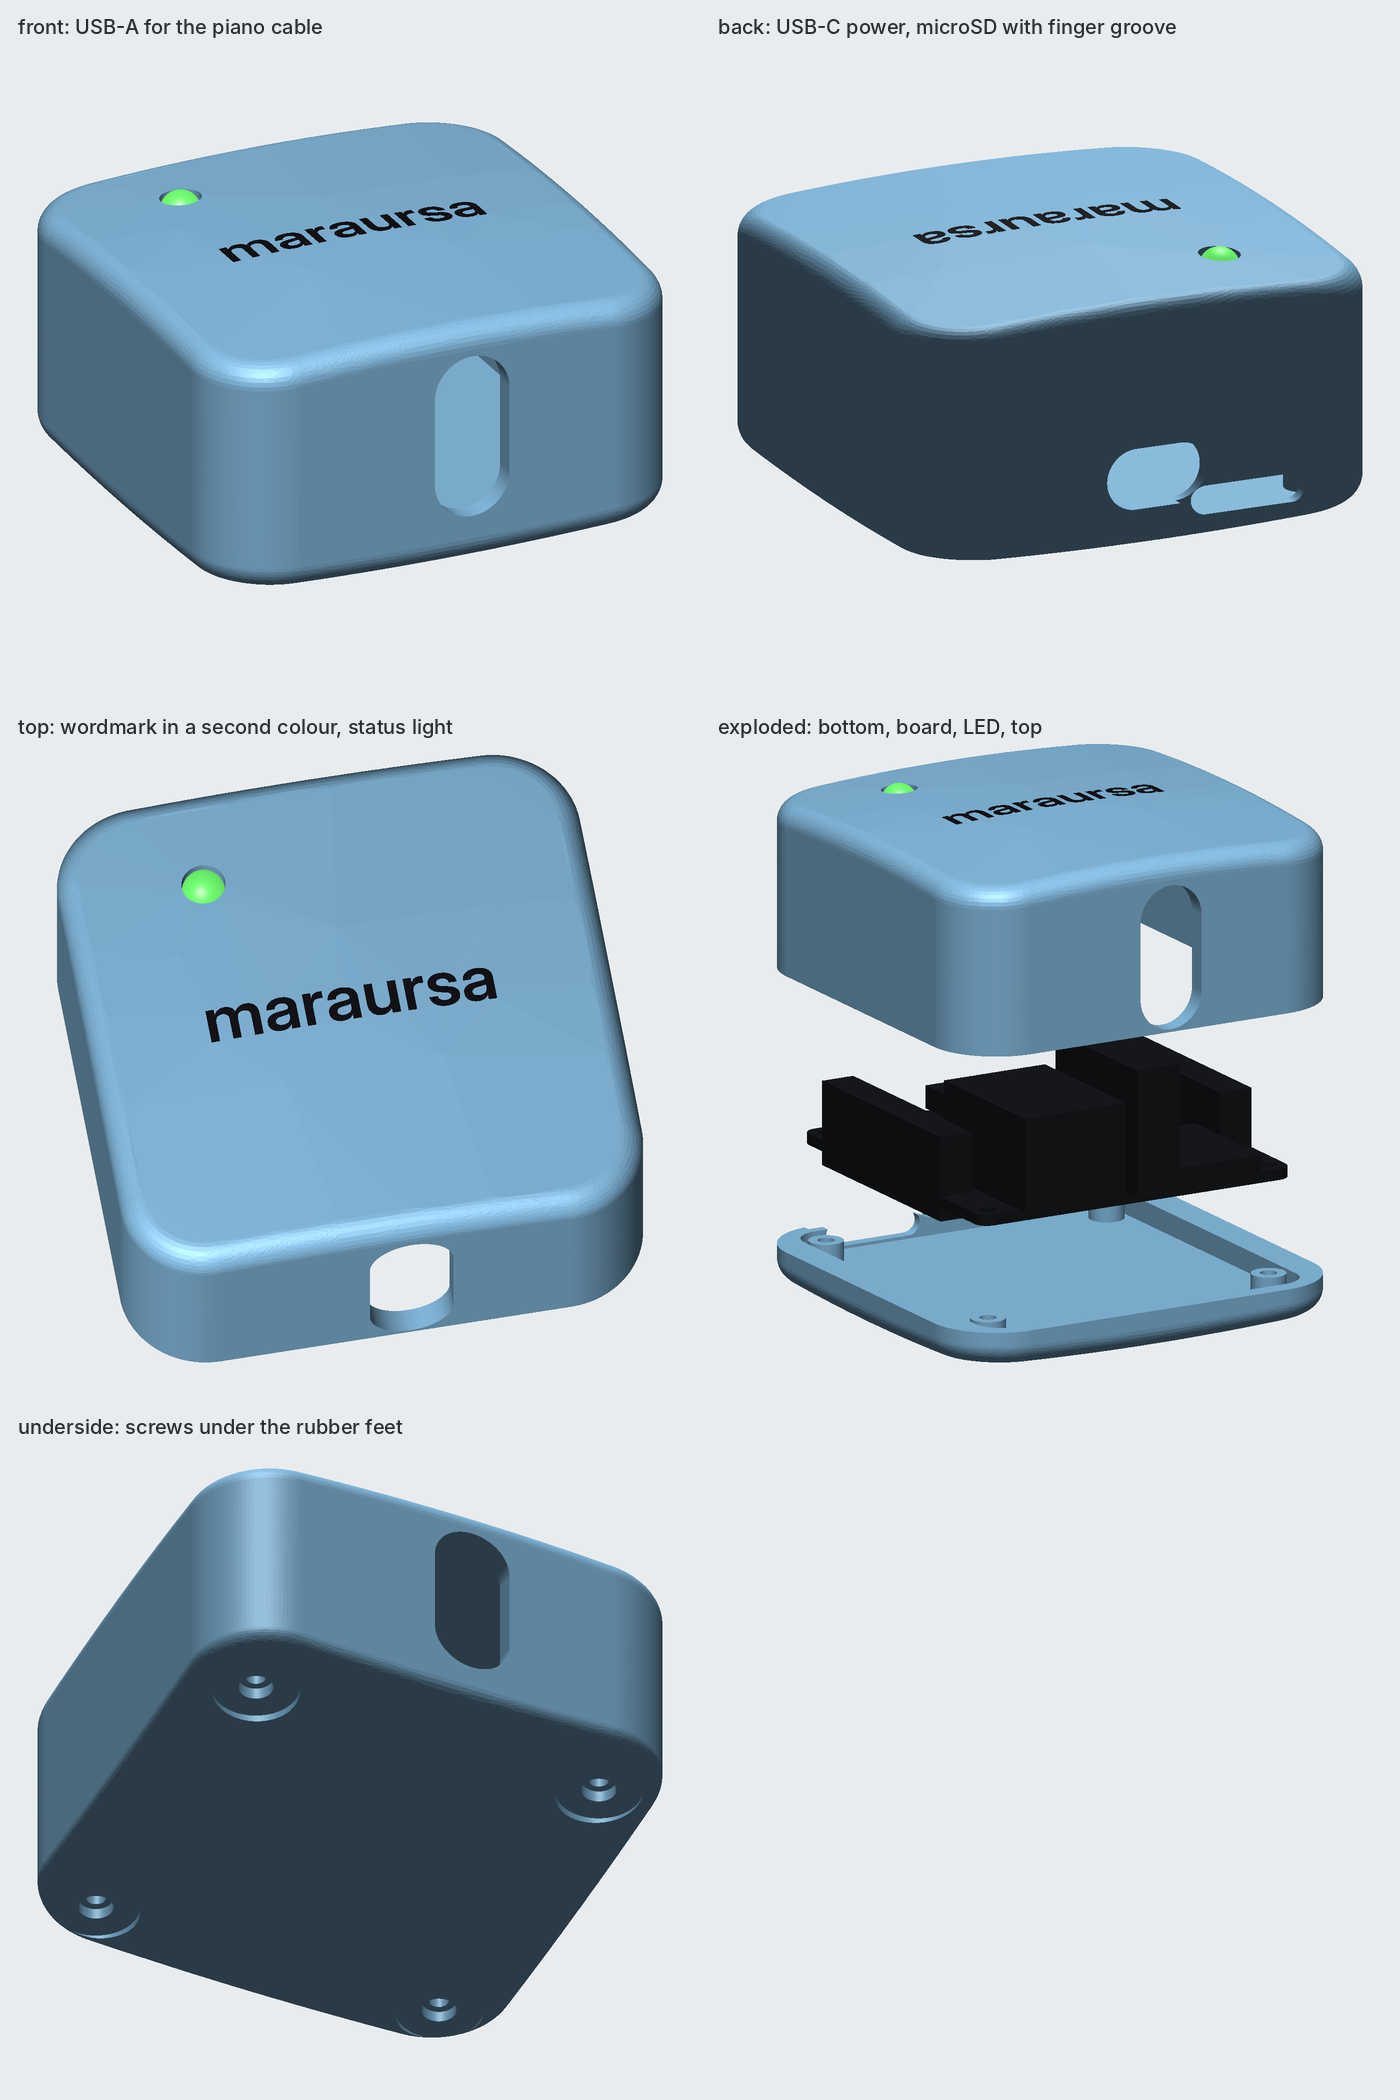 front: USB-A for the piano cable
maraursa
back: USB-C power, microSD with finger groove
maraursa
top: wordmark in a second colour, status light
maraursa
exploded: bottom, board, LED, top
maraursa
underside: screws under the rubber feet